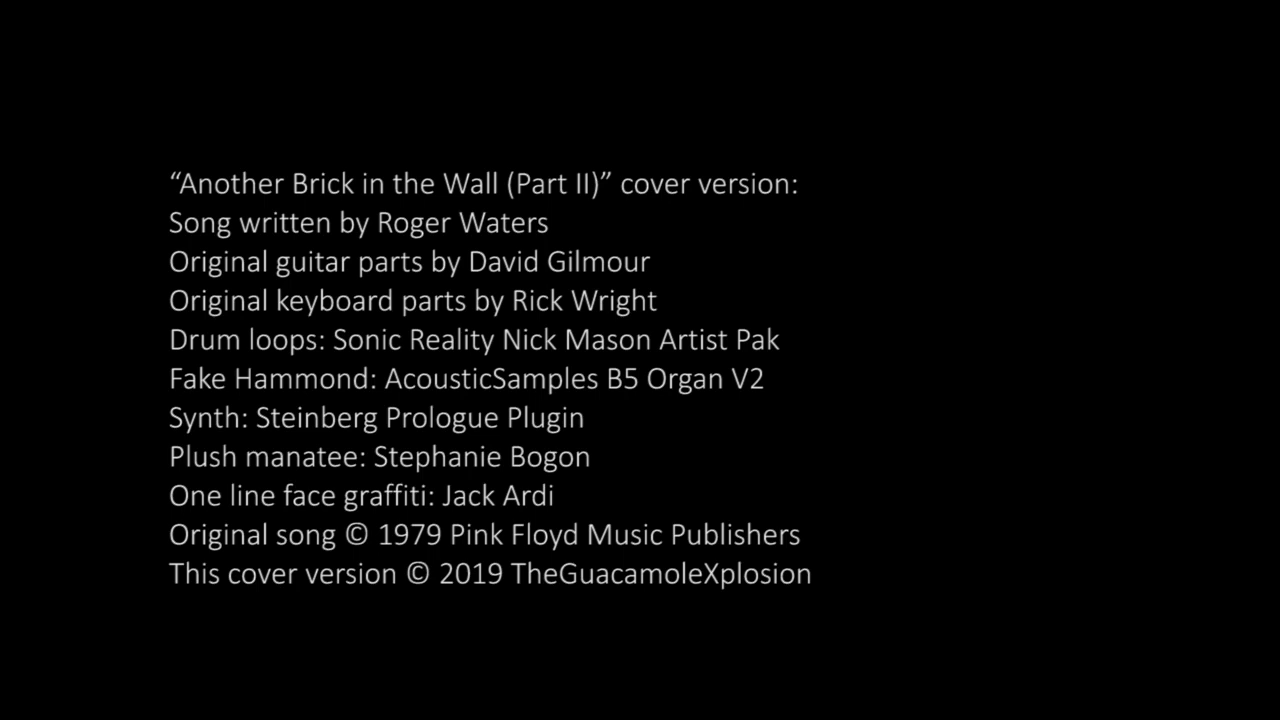 “Another Brick in the Wall (Part II)” cover version:
Song written by Roger Waters
Original guitar parts by David Gilmour
Original keyboard parts by Rick Wright
Drum loops: Sonic Reality Nick Mason Artist Pak
Fake Hammond: AcousticSamples B5 Organ V2
Synth: Steinberg Prologue Plugin
Plush manatee: Stephanie Bogon
One line face graffiti: Jack Ardi
Original song © 1979 Pink Floyd Music Publishers
This cover version © 2019 TheGuacamoleXplosion